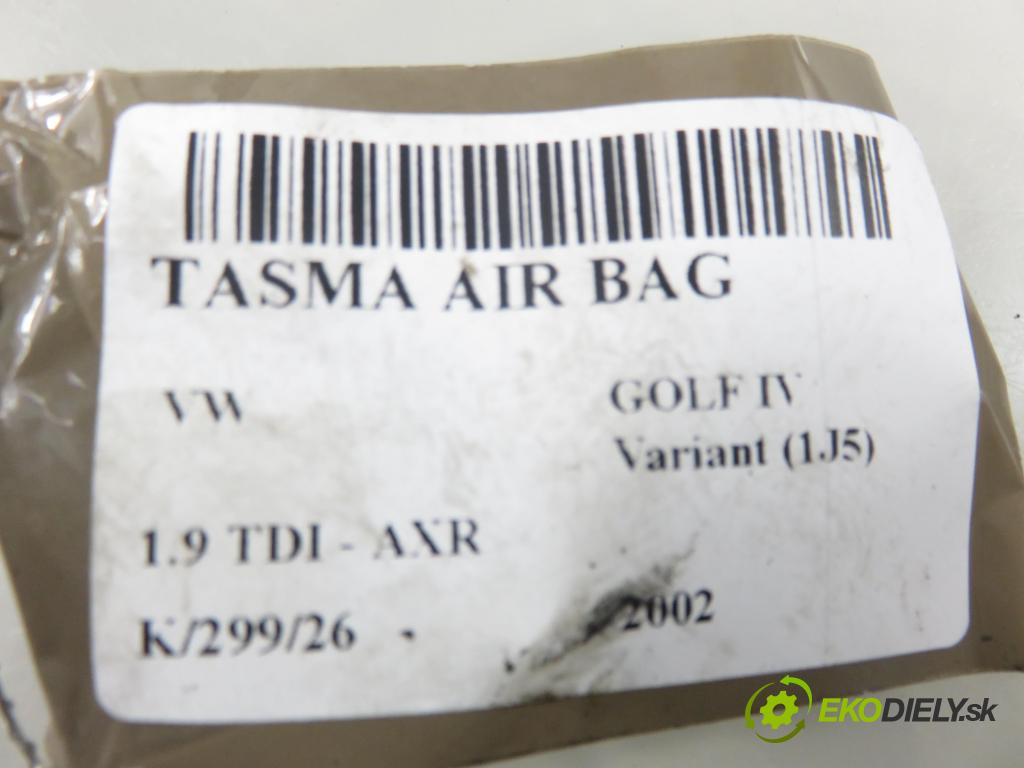 TASMA AIR BAG
VW GOLF IV
Variant (1J5)
1.9 TDI - AXR
K/299/26 - 2002
EKODIELY.sk